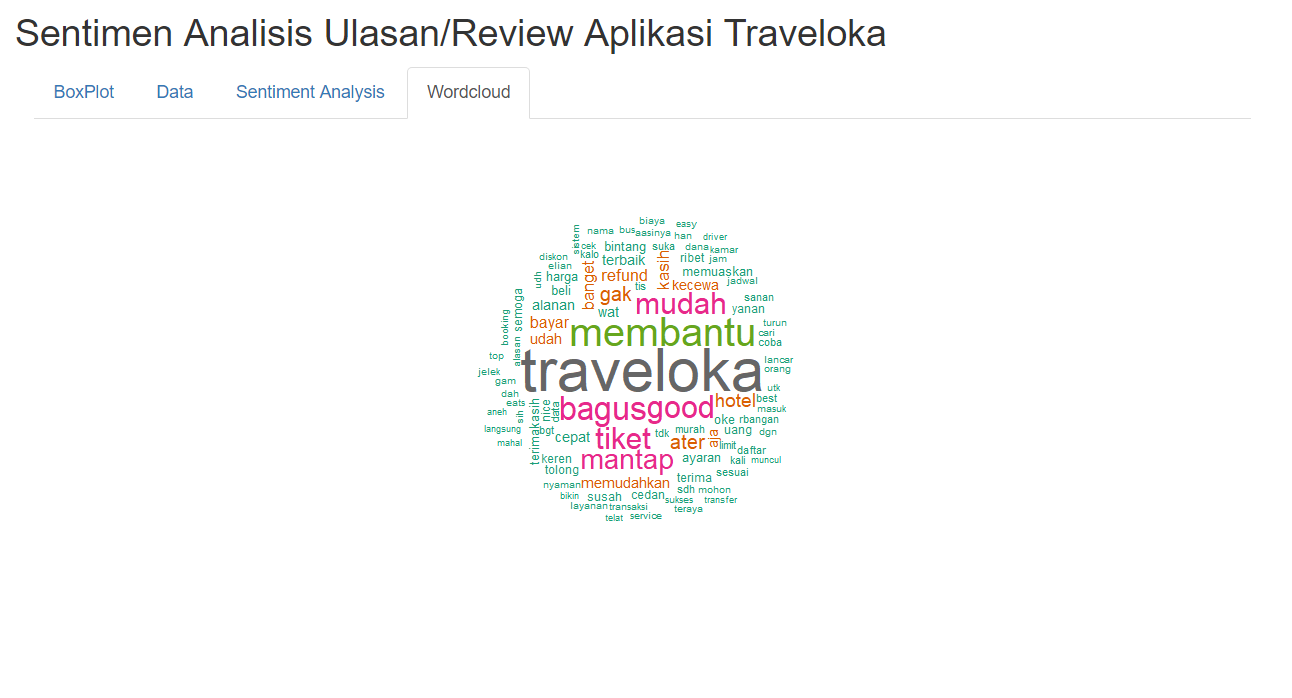 Sentimen Analisis Ulasan/Review Aplikasi Traveloka
BoxPlot Data Sentiment Analysis Wordcloud
biaya easy
sistem nama bus aasinya han driver
cek bintang suka dana kamar
diskon kalo terbaik kasih ribet jam
elian banget refund memuaskan
udh harga tis kecewa jadwal
beli gak mudah sanan
semoga alanan wat yanan
booking bayar membantu turun
udah cari
alasan coba
top traveloka lancar
jelek orang
gam utk
dah hotel best
eats terimakasih nice data bagus good masuk
aneh sih oke rbangan
langsung bgt cepat tiket tdk murah aja uang dgn
mahal ater limit daftar
keren mantap ayaran kali muncul
tolong sesuai
nyaman memudahkan terima
bikin susah cedan sdh mohon
sukses transfer
layanan transaksi teraya
telat service